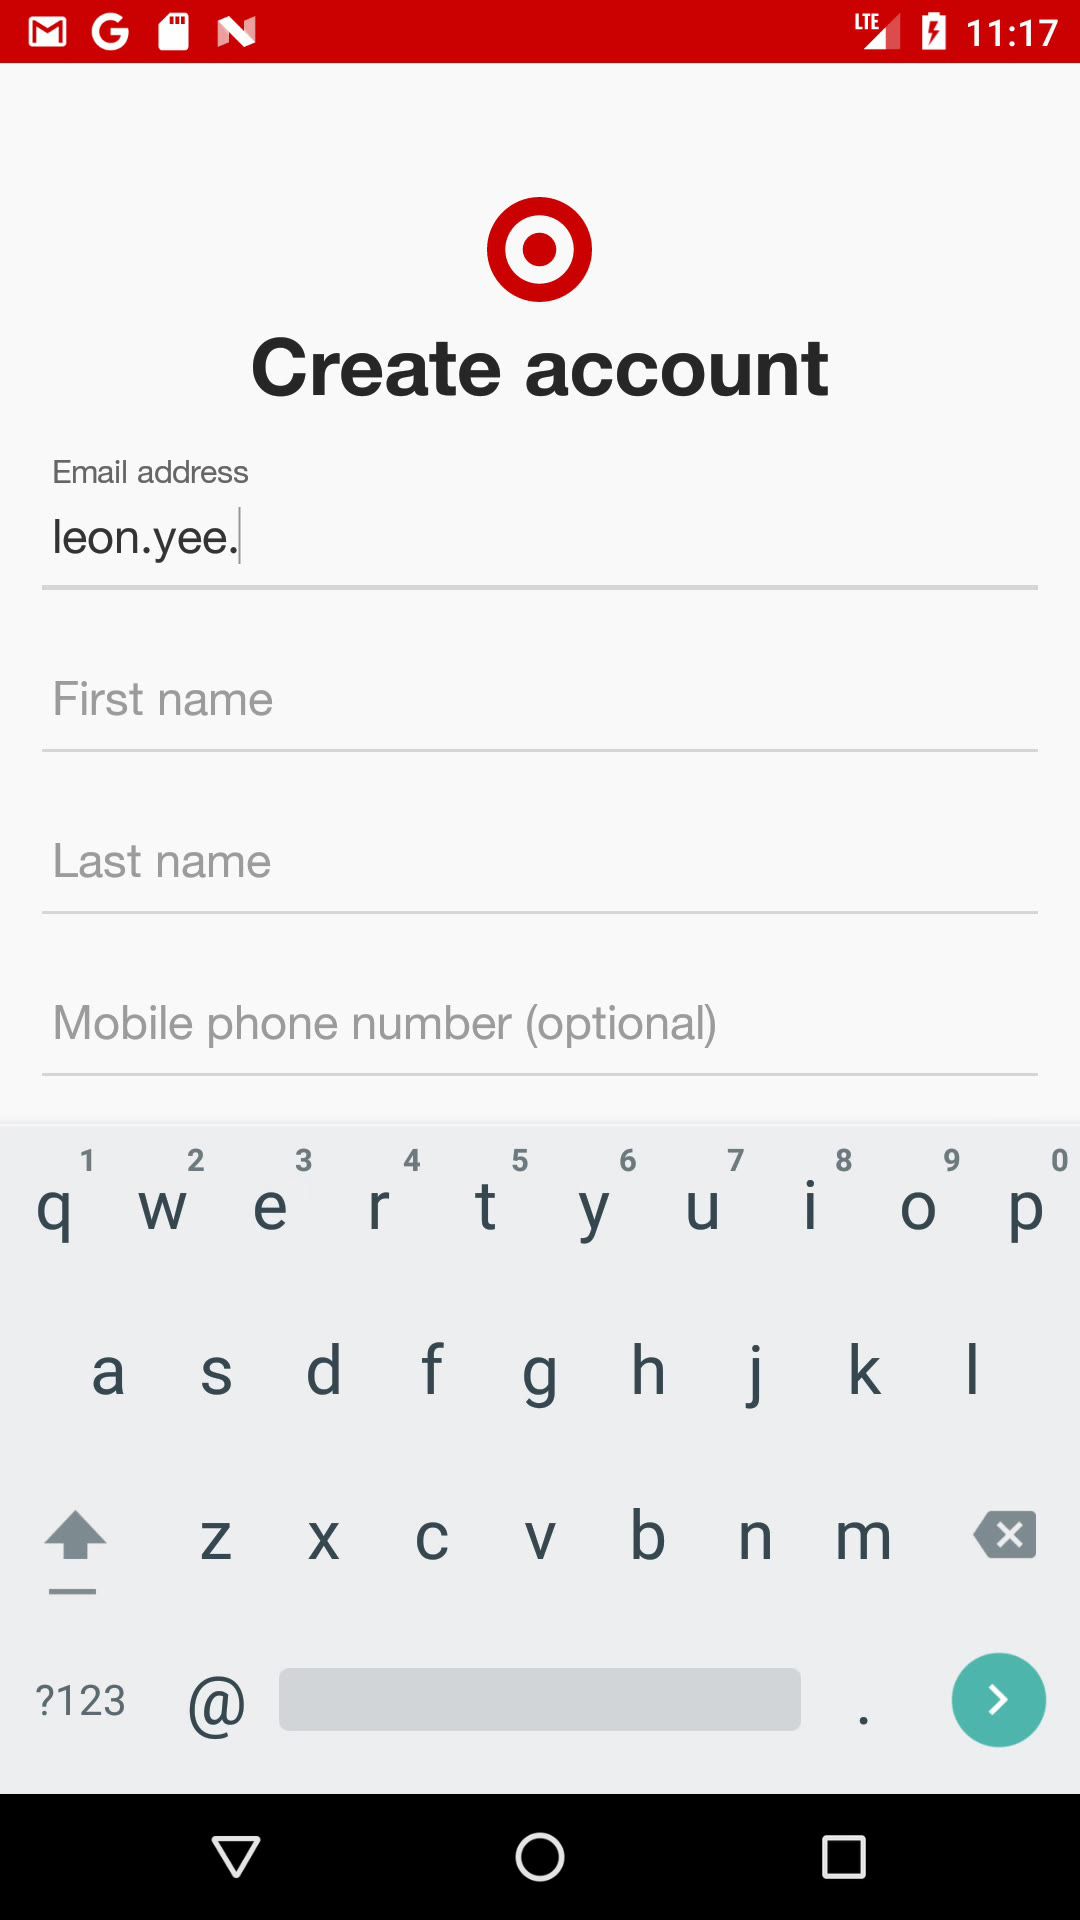 LTE 11:17
Create account
Email address
leon.yee.
First name
Last name
Mobile phone number (optional)
1 2 3 4 5 6 7 8 9 0
q w e r t y u i o p
a s d f g h j k l
z x c v b n m
?123 @ .